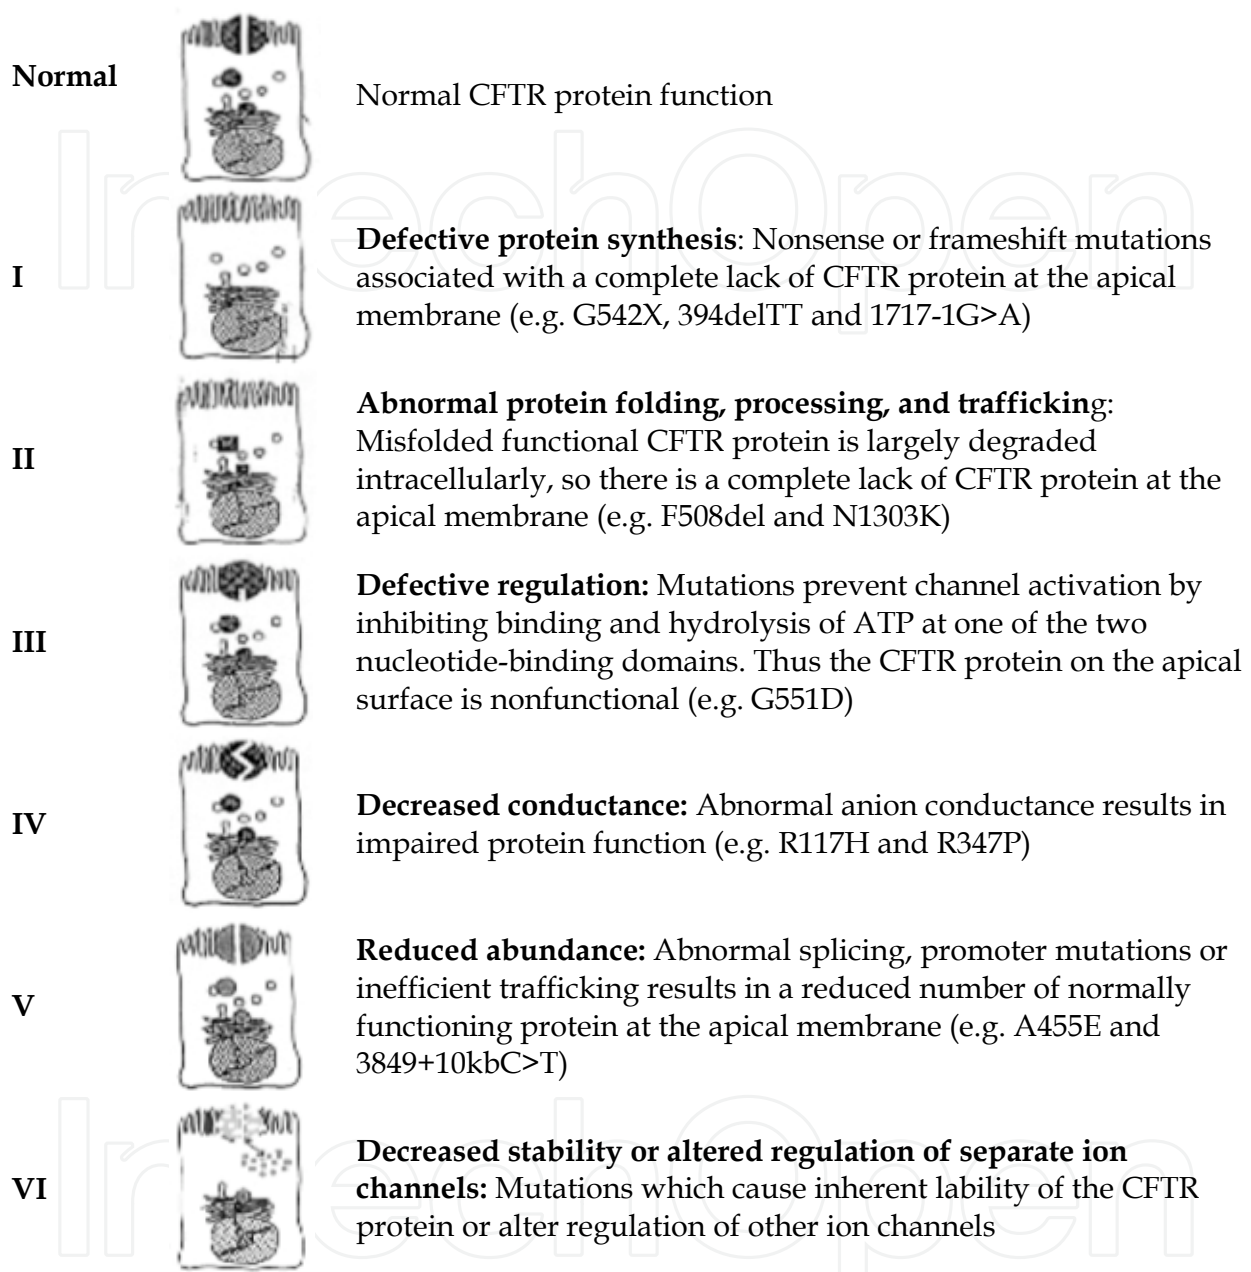 Normal
Normal CFTR protein function
I
Defective protein synthesis: Nonsense or frameshift mutations
associated with a complete lack of CFTR protein at the apical
membrane (e.g. G542X, 394delTT and 1717-1G>A)
II
Abnormal protein folding, processing, and trafficking:
Misfolded functional CFTR protein is largely degraded
intracellularly, so there is a complete lack of CFTR protein at the
apical membrane (e.g. F508del and N1303K)
III
Defective regulation: Mutations prevent channel activation by
inhibiting binding and hydrolysis of ATP at one of the two
nucleotide-binding domains. Thus the CFTR protein on the apical
surface is nonfunctional (e.g. G551D)
IV
Decreased conductance: Abnormal anion conductance results in
impaired protein function (e.g. R117H and R347P)
V
Reduced abundance: Abnormal splicing, promoter mutations or
inefficient trafficking results in a reduced number of normally
functioning protein at the apical membrane (e.g. A455E and
3849+10kbC>T)
VI
Decreased stability or altered regulation of separate ion
channels: Mutations which cause inherent lability of the CFTR
protein or alter regulation of other ion channels
IntechOpen
IntechOpen